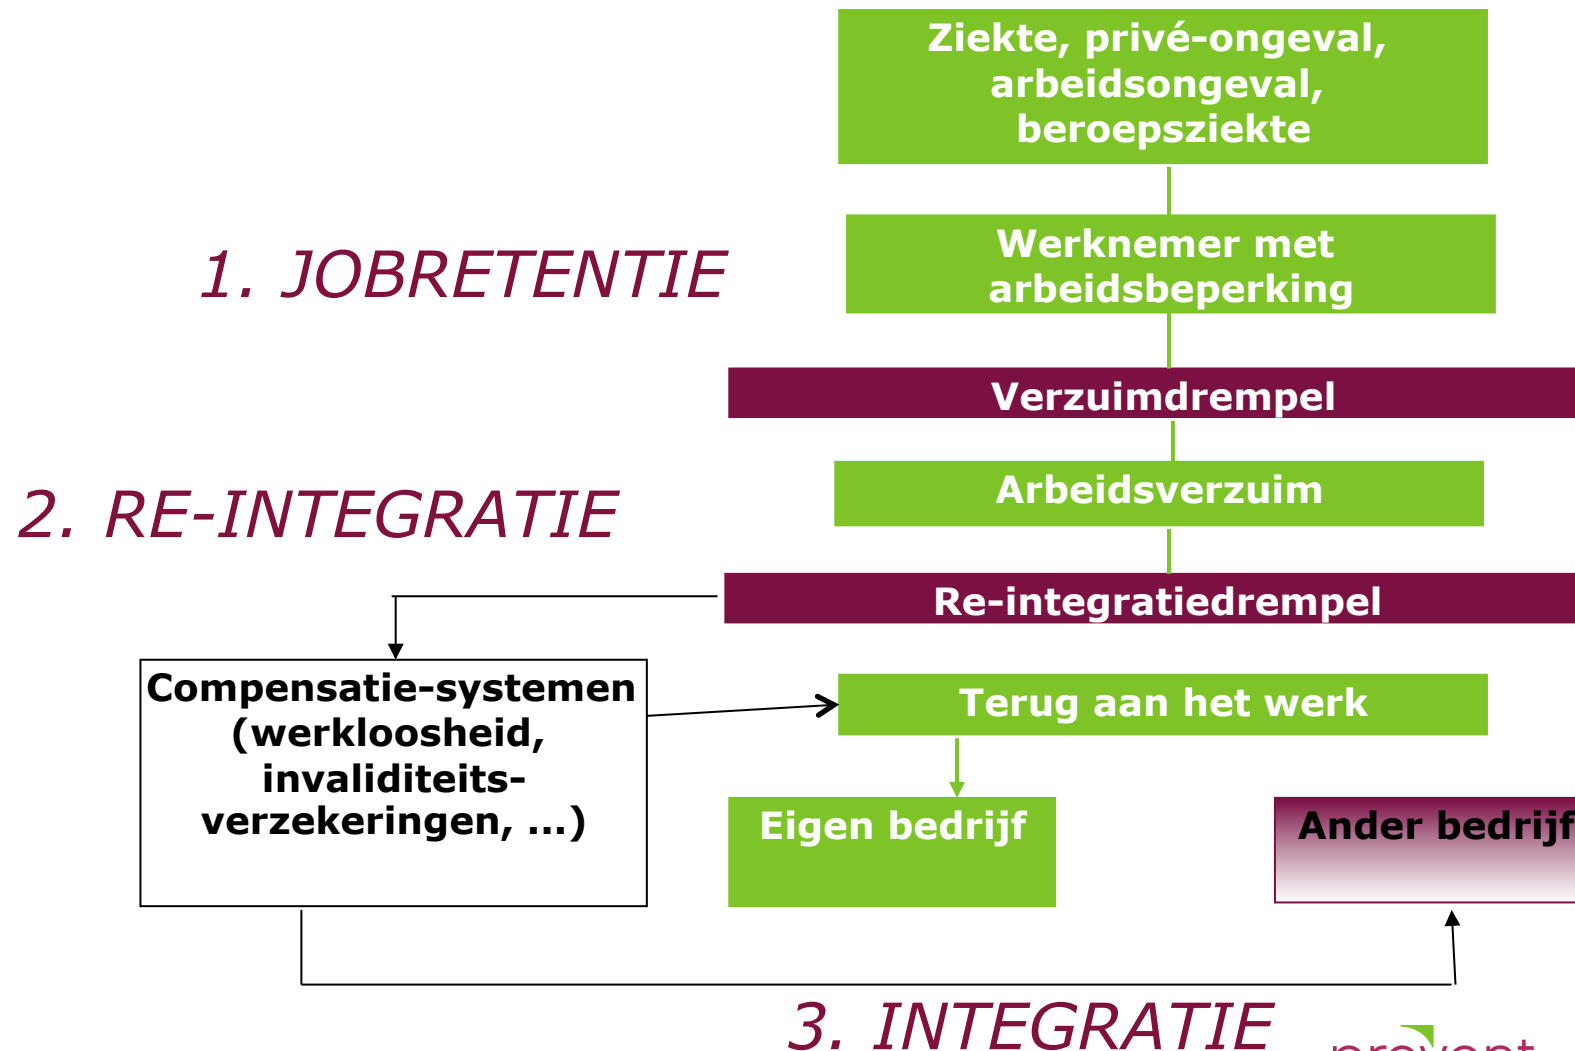 Ziekte, privé-ongeval,
arbeidsongeval,
beroepsziekte
1. JOBRETENTIE
Werknemer met
arbeidsbeperking
Verzuimdrempel
2. RE-INTEGRATIE
Arbeidsverzuim
Re-integratiedrempel
Compensatie-systemen
(werkloosheid,
invaliditeits-
verzekeringen, ...)
Terug aan het werk
Eigen bedrijf
Ander bedrijf
3. INTEGRATIE
prevent